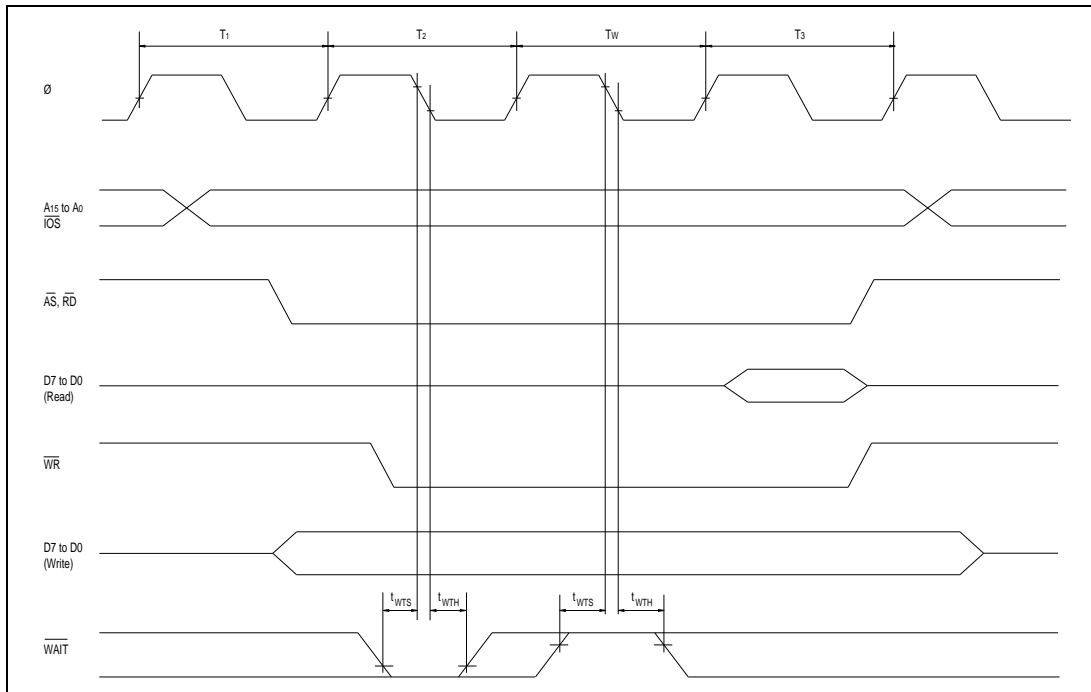 T1 T2 TW T3
Ø
A15 to A0
IOS
AS, RD
D7 to D0
(Read)
WR
D7 to D0
(Write)
tWTS tWTH tWTS tWTH
WAIT